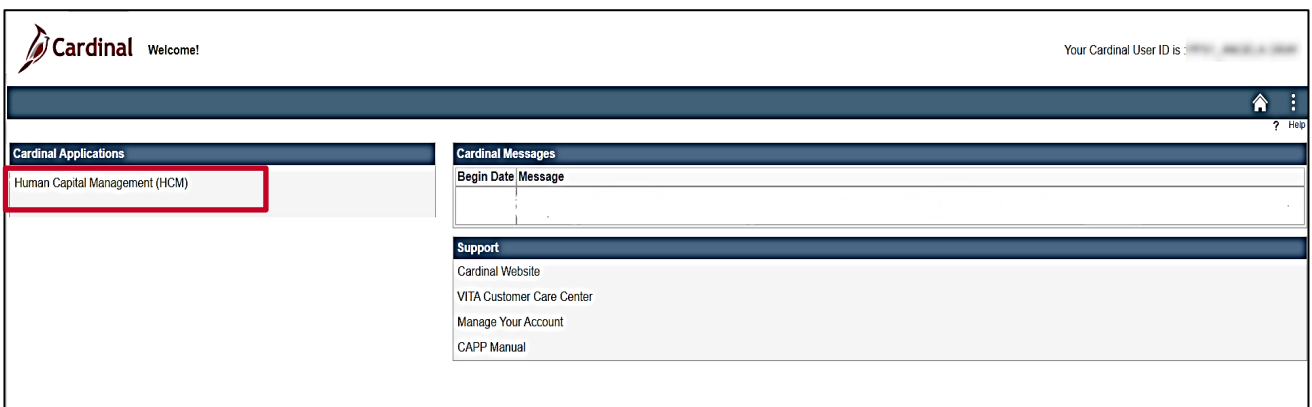 Cardinal Welcome!
Your Cardinal User ID is :
? Help
Cardinal Applications
Human Capital Management (HCM)
Cardinal Messages
Begin Date Message
Support
Cardinal Website
VITA Customer Care Center
Manage Your Account
CAPP Manual